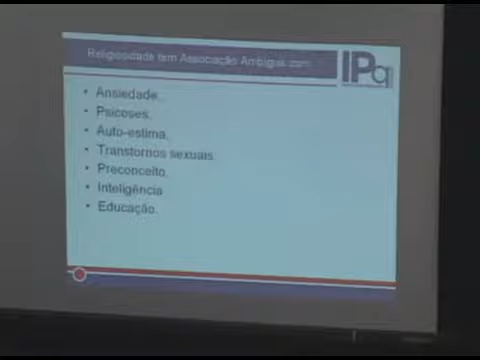 Religiosidade tem Associação Ambígua com:
IPq
• Ansiedade.
• Psicoses.
• Auto-estima.
• Transtornos sexuais.
• Preconceito.
• Inteligência
• Educação.